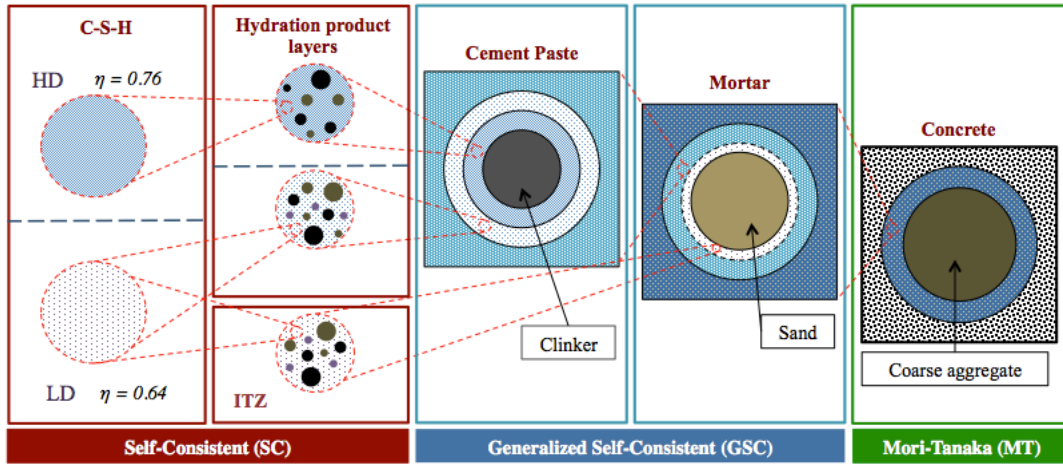 C-S-H
HD η = 0.76
LD η = 0.64
Hydration product
layers
ITZ
Cement Paste
Clinker
Mortar
Sand
Concrete
Coarse aggregate
Self-Consistent (SC)
Generalized Self-Consistent (GSC)
Mori-Tanaka (MT)